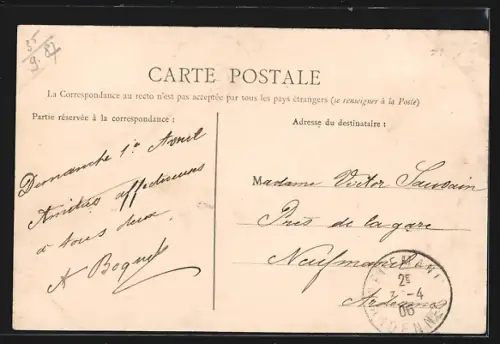 55
9.87
CARTE POSTALE
La Correspondance au recto n'est pas acceptée par tous les pays étrangers (se renseigner à la Poste)
Partie réservée à la correspondance :
Adresse du destinataire :
Dimanche 1er Avril
Amitiés affectueuses
à tous deux
A
Madame Victor Sauvain
Près de la gare
Neufmanil
Ardennes
2E
-4
06